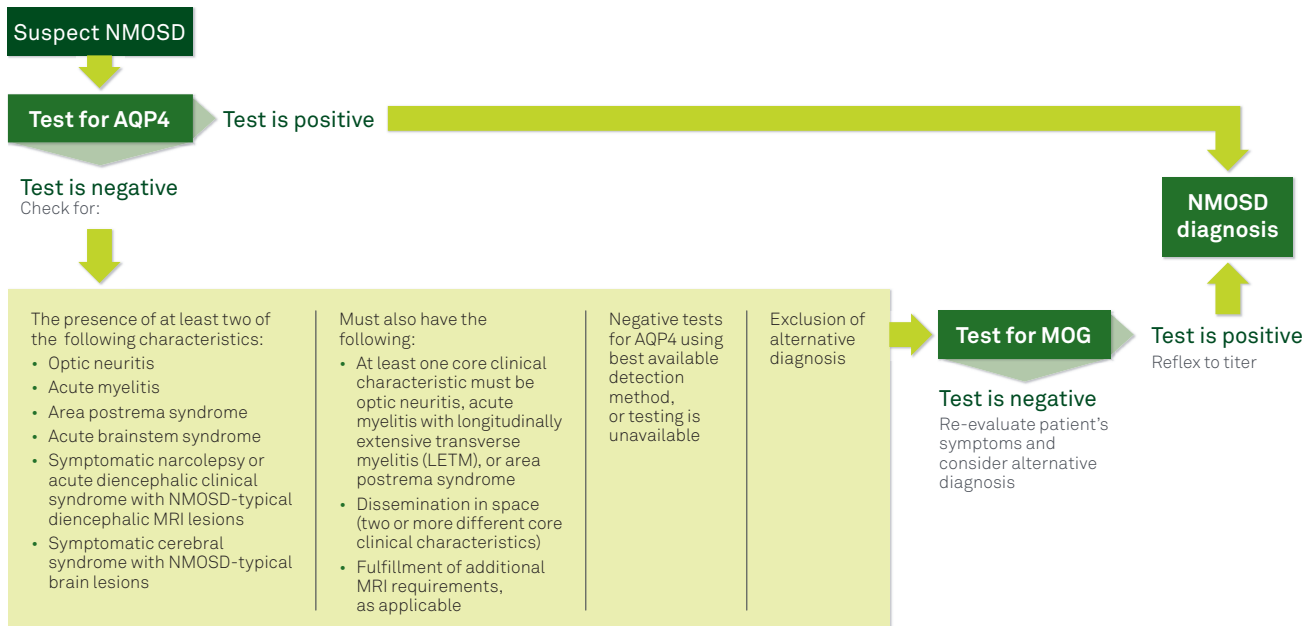 Suspect NMOSD
Test for AQP4
Test is positive
Test is negative
Check for:
NMOSD
diagnosis
The presence of at least two of
the following characteristics:
• Optic neuritis
• Acute myelitis
• Area postrema syndrome
• Acute brainstem syndrome
• Symptomatic narcolepsy or
acute diencephalic clinical
syndrome with NMOSD-typical
diencephalic MRI lesions
• Symptomatic cerebral
syndrome with NMOSD-typical
brain lesions
Must also have the
following:
• At least one core clinical
characteristic must be
optic neuritis, acute
myelitis with longitudinally
extensive transverse
myelitis (LETM), or area
postrema syndrome
• Dissemination in space
(two or more different core
clinical characteristics)
• Fulfillment of additional
MRI requirements,
as applicable
Negative tests
for AQP4 using
best available
detection
method,
or testing is
unavailable
Exclusion of
alternative
diagnosis
Test for MOG
Test is positive
Reflex to titer
Test is negative
Re-evaluate patient's
symptoms and
consider alternative
diagnosis